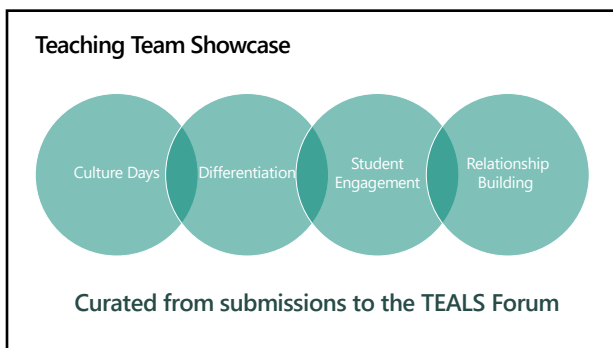 Teaching Team Showcase
Culture Days
Differentiation
Student
Engagement
Relationship
Building
Curated from submissions to the TEALS Forum